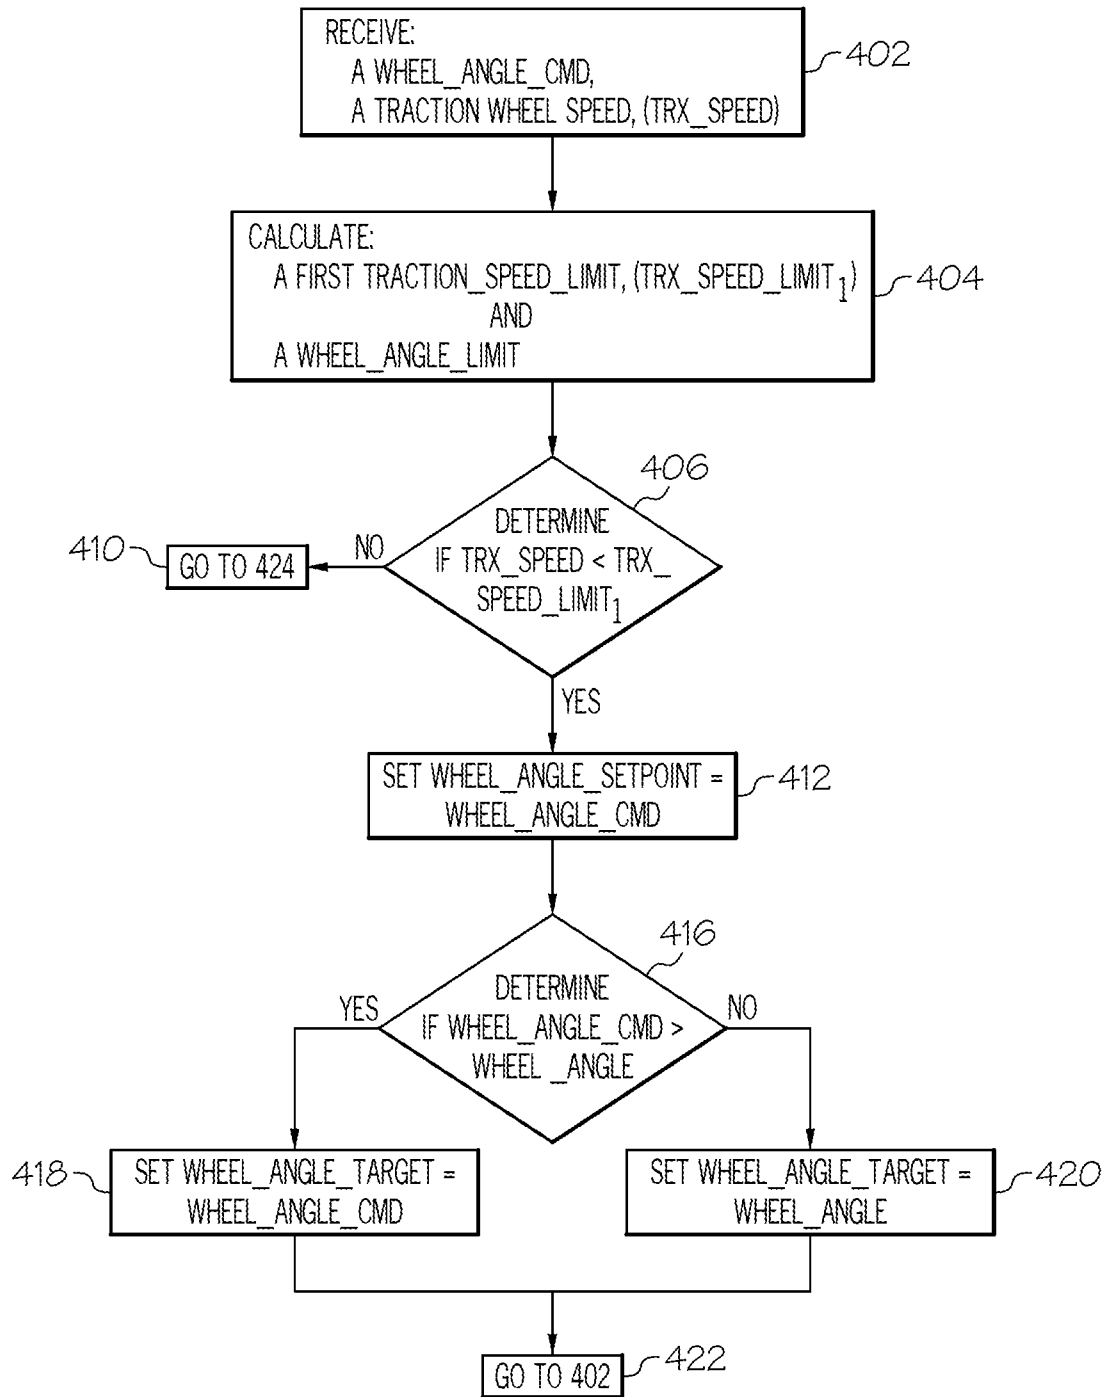 RECEIVE:
A WHEEL_ANGLE_CMD,
A TRACTION WHEEL SPEED, (TRX_SPEED)
402
CALCULATE:
A FIRST TRACTION_SPEED_LIMIT, (TRX_SPEED_LIMIT1)
AND
A WHEEL_ANGLE_LIMIT
404
406
DETERMINE
IF TRX_SPEED < TRX_
SPEED_LIMIT1
NO
410
GO TO 424
YES
SET WHEEL_ANGLE_SETPOINT =
WHEEL_ANGLE_CMD
412
416
DETERMINE
IF WHEEL_ANGLE_CMD >
WHEEL _ANGLE
YES
NO
418
SET WHEEL_ANGLE_TARGET =
WHEEL_ANGLE_CMD
SET WHEEL_ANGLE_TARGET =
WHEEL_ANGLE
420
GO TO 402
422